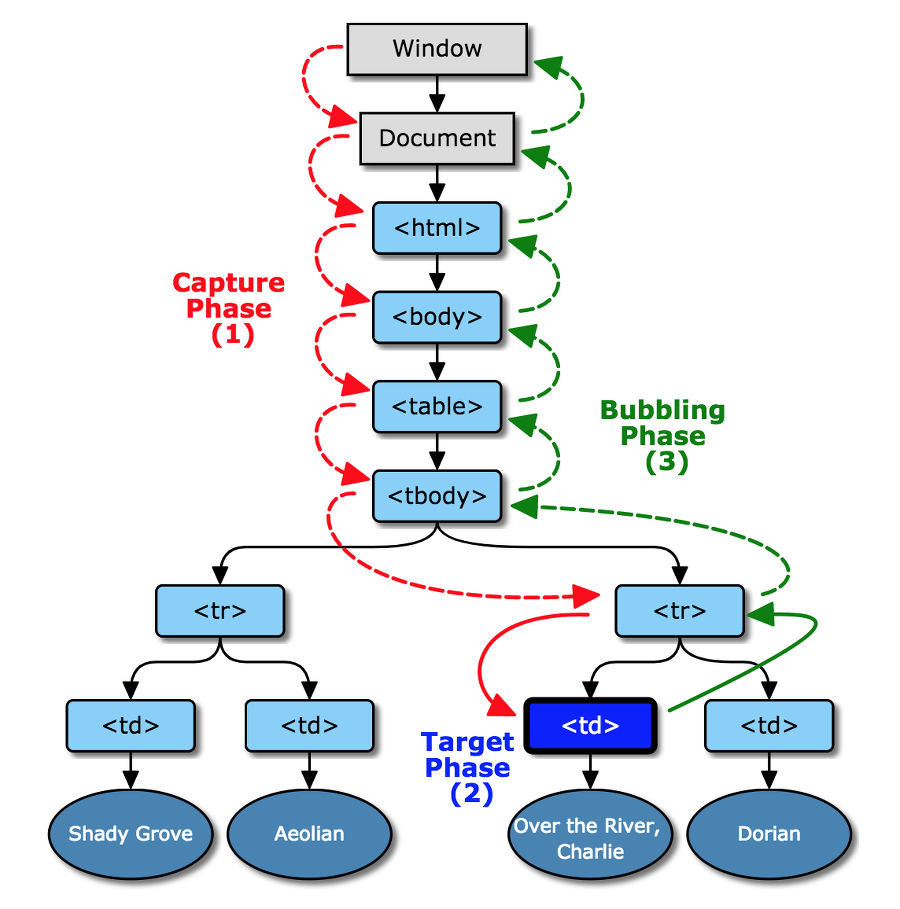 Window
Document
<html>
Capture
Phase
(1)
<body>
<table>
Bubbling
Phase
(3)
<tbody>
<tr>
<tr>
<td>
<td>
Target
Phase
(2)
<td>
<td>
Shady Grove
Aeolian
Over the River,
Charlie
Dorian